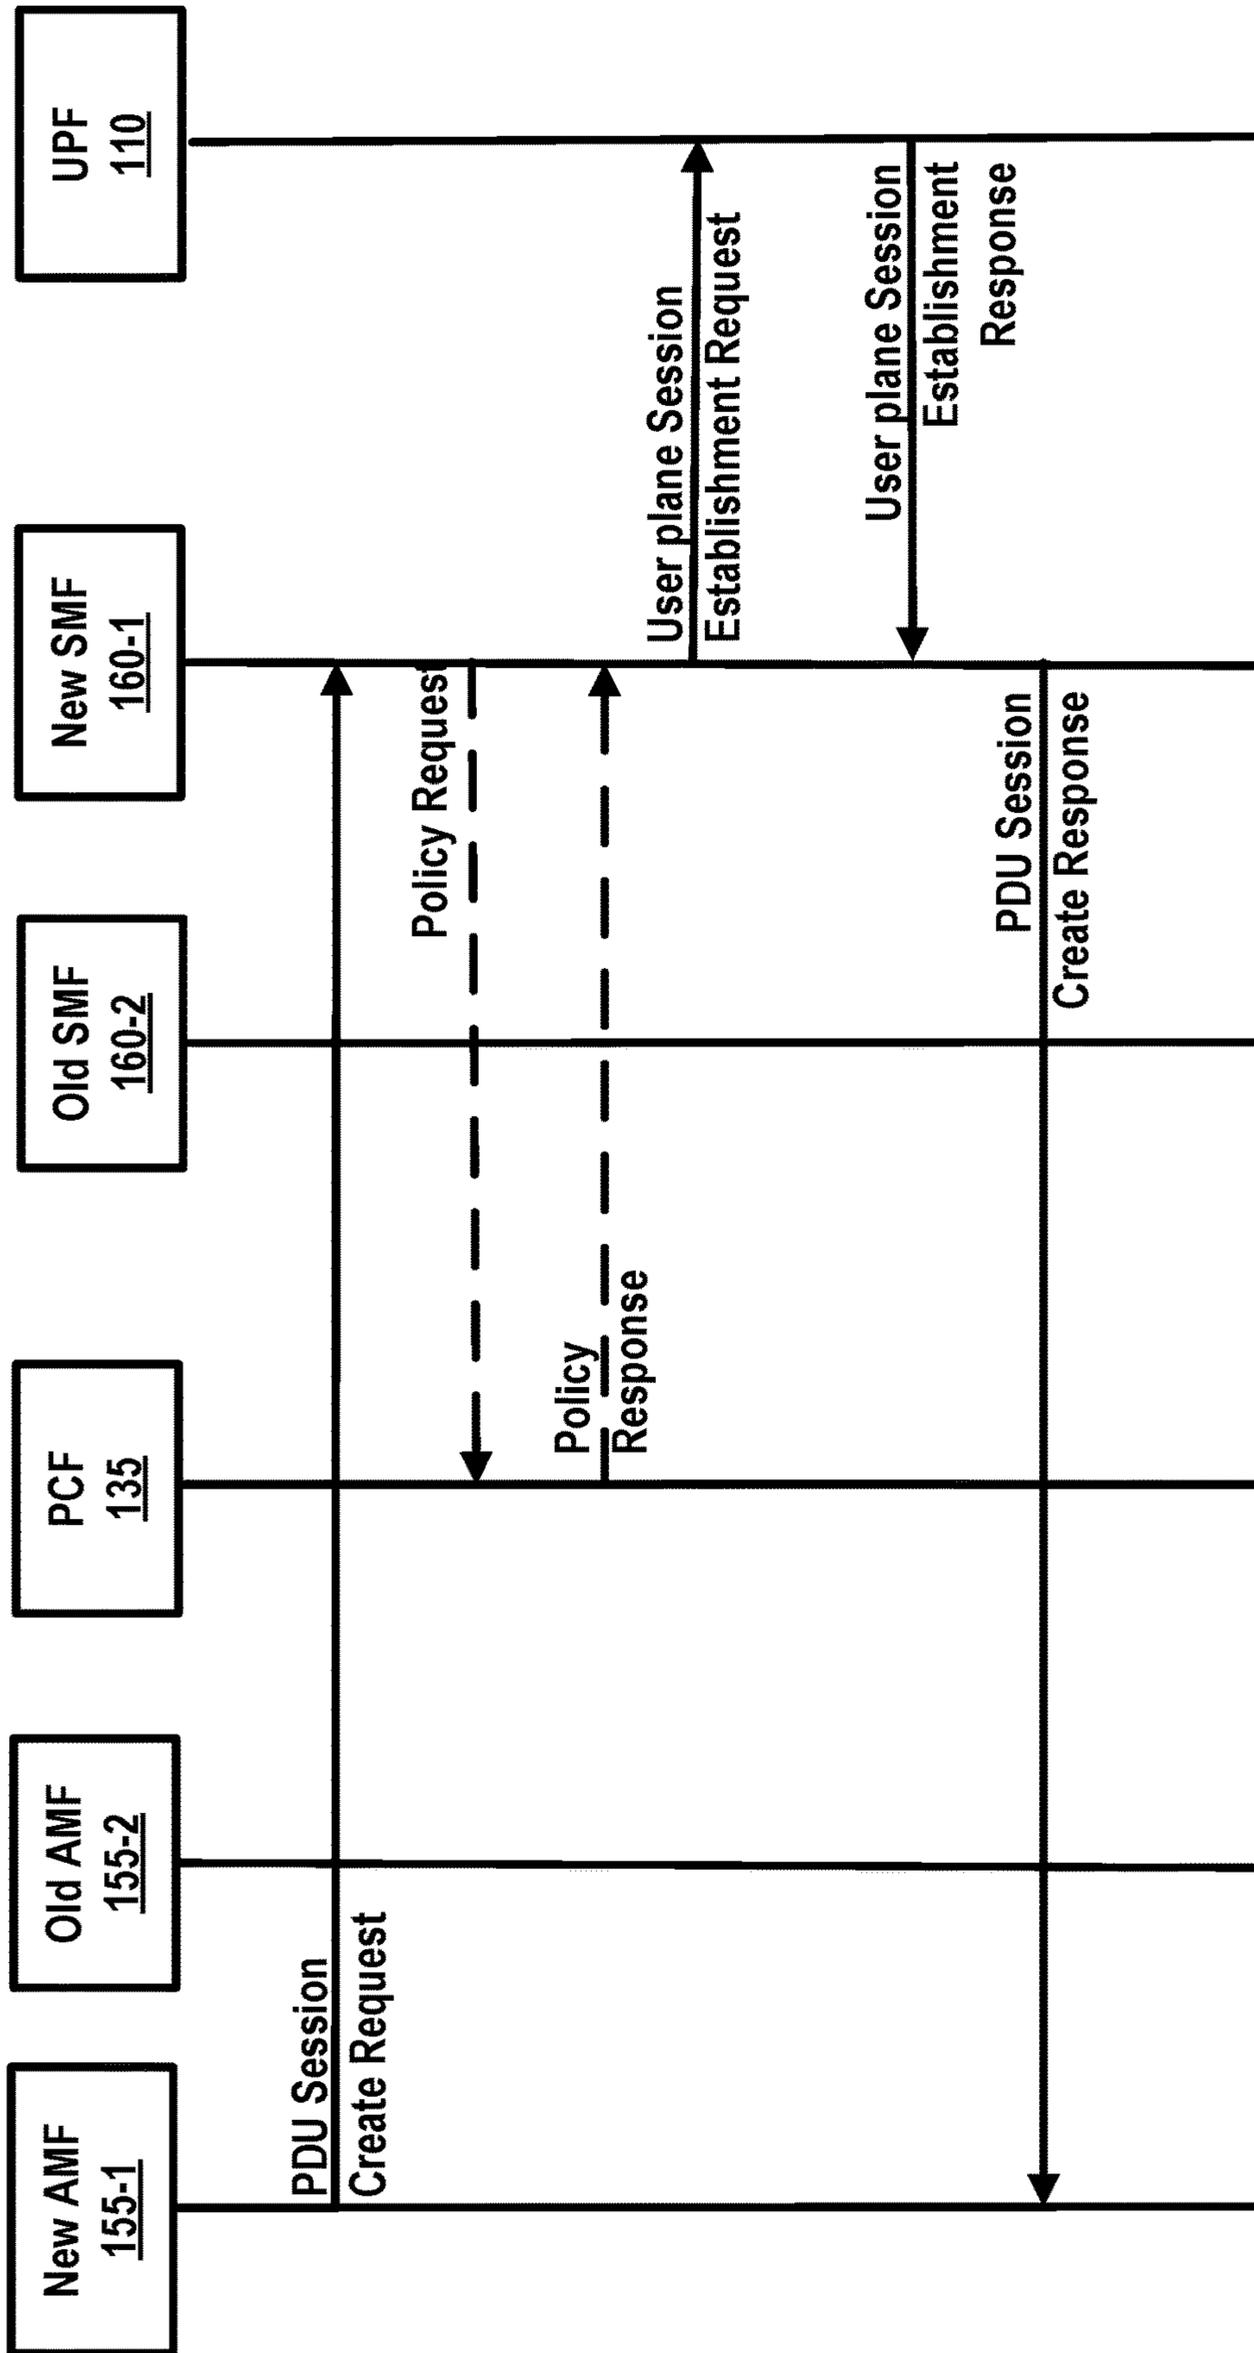 New AMF
155-1
Old AMF
155-2
PCF
135
Old SMF
160-2
New SMF
160-1
UPF
110
PDU Session
Create Request
Policy Request
Policy
Response
User plane Session
Establishment Request
User plane Session
Establishment
Response
PDU Session
Create Response